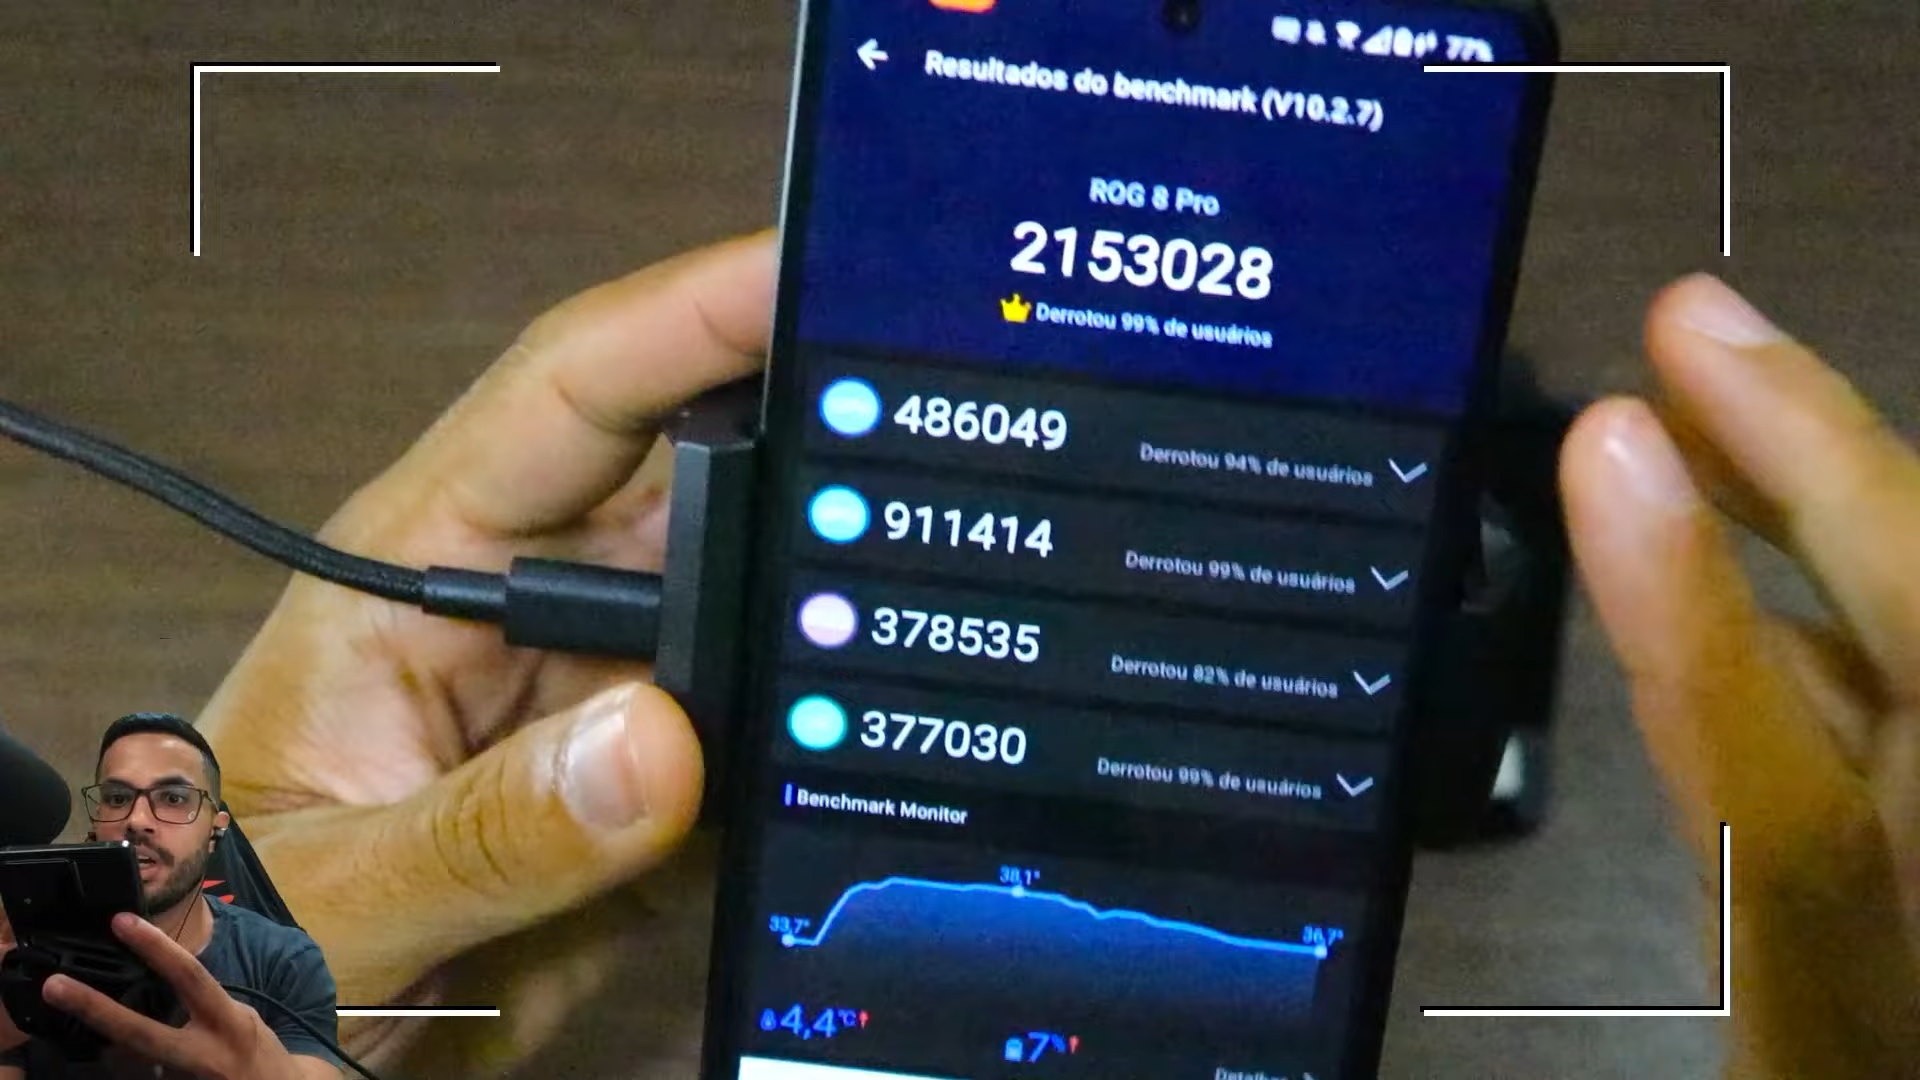 77%
Resultados do benchmark (V10.2.7)
ROG 8 Pro
2153028
Derrotou 99% de usuários
486049
Derrotou 94% de usuários
911414
Derrotou 99% de usuários
378535
Derrotou 82% de usuários
377030
Derrotou 99% de usuários
Benchmark Monitor
38,1°
33,7°
36,7°
4,4°C
7%